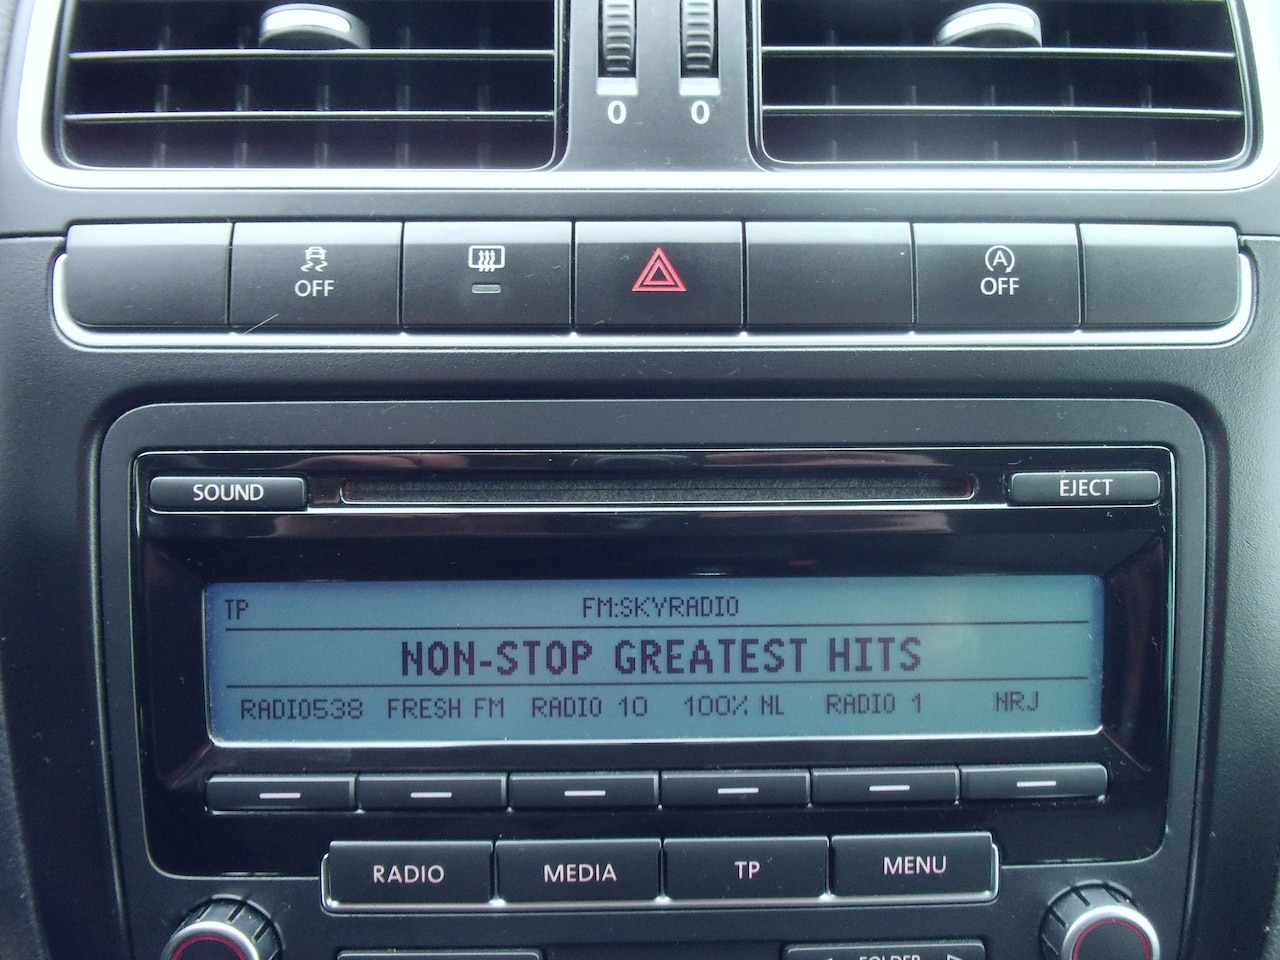 0 0
OFF
A
OFF
SOUND
EJECT
TP FM:SKYRADIO
NON-STOP GREATEST HITS
RADIO538 FRESH FM RADIO 10 100% NL RADIO 1 NRJ
RADIO MEDIA TP MENU
FOLDER